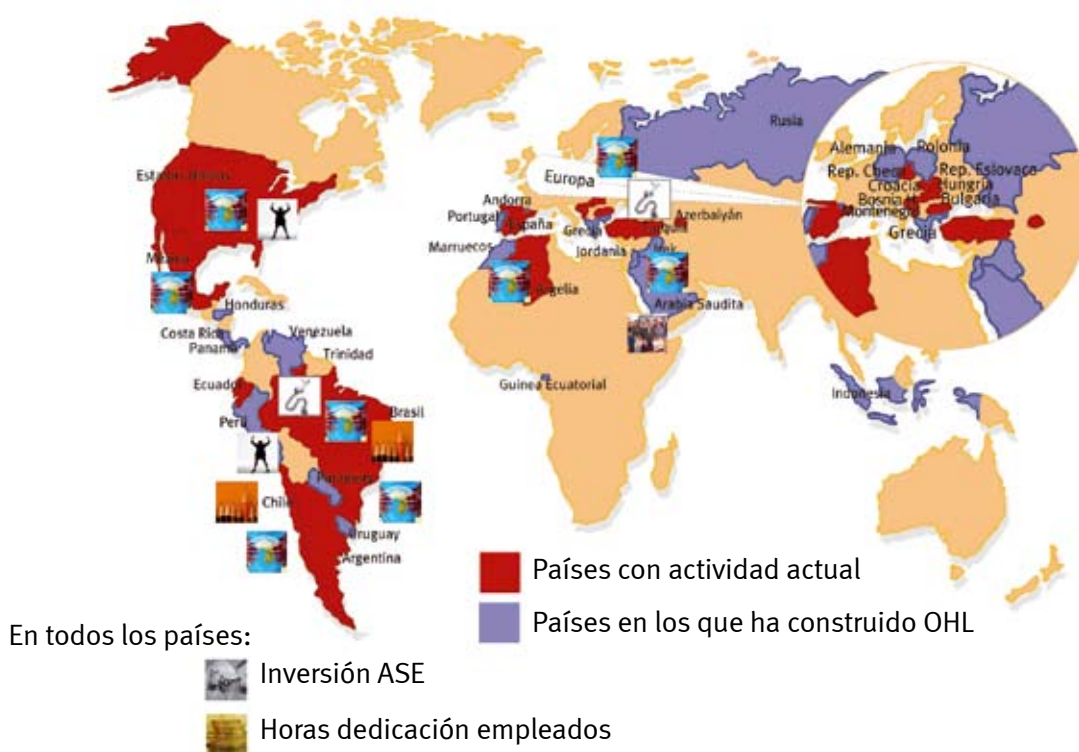 Rusia
Alemania
Polonia
Rep. Checa
Rep. Eslovaca
Croacia
Hungría
Bosnia H.
Bulgaria
Montenegro
Grecia
Estados Unidos
Europa
Andorra
Portugal
España
Grecia
Azerbaiyán
Turquía
Marruecos
Jordania
Irak
México
Argelia
Arabia Saudita
Honduras
Costa Rica
Panamá
Venezuela
Trinidad
Ecuador
Guinea Ecuatorial
Indonesia
Perú
Brasil
Paraguay
Chile
Uruguay
Argentina
Países con actividad actual
Países en los que ha construido OHL
En todos los países:
Inversión ASE
Horas dedicación empleados